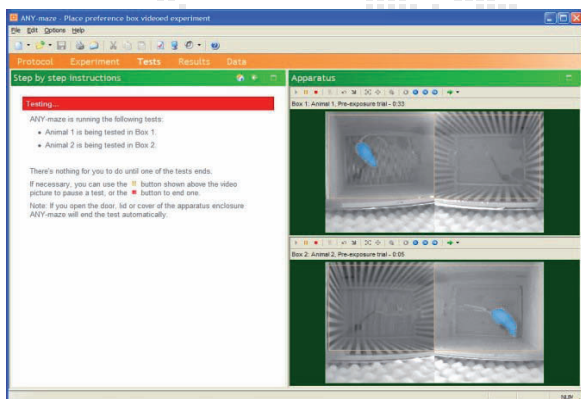 ANY-maze - Place preference box videoed experiment
File Edit Options Help
Protocol Experiment Tests Results Data
Step by step instructions
Testing...
ANY-maze is running the following tests:
• Animal 1 is being tested in Box 1.
• Animal 2 is being tested in Box 2.
There's nothing for you to do until one of the tests ends.
If necessary, you can use the button shown above the video
picture to pause a test, or the button to end one.
Note: If you open the door, lid or cover of the apparatus enclosure
ANY-maze will end the test automatically.
Apparatus
Box 1: Animal 1, Pre-exposure trial - 0:33
Box 2: Animal 2, Pre-exposure trial - 0:05
NUM